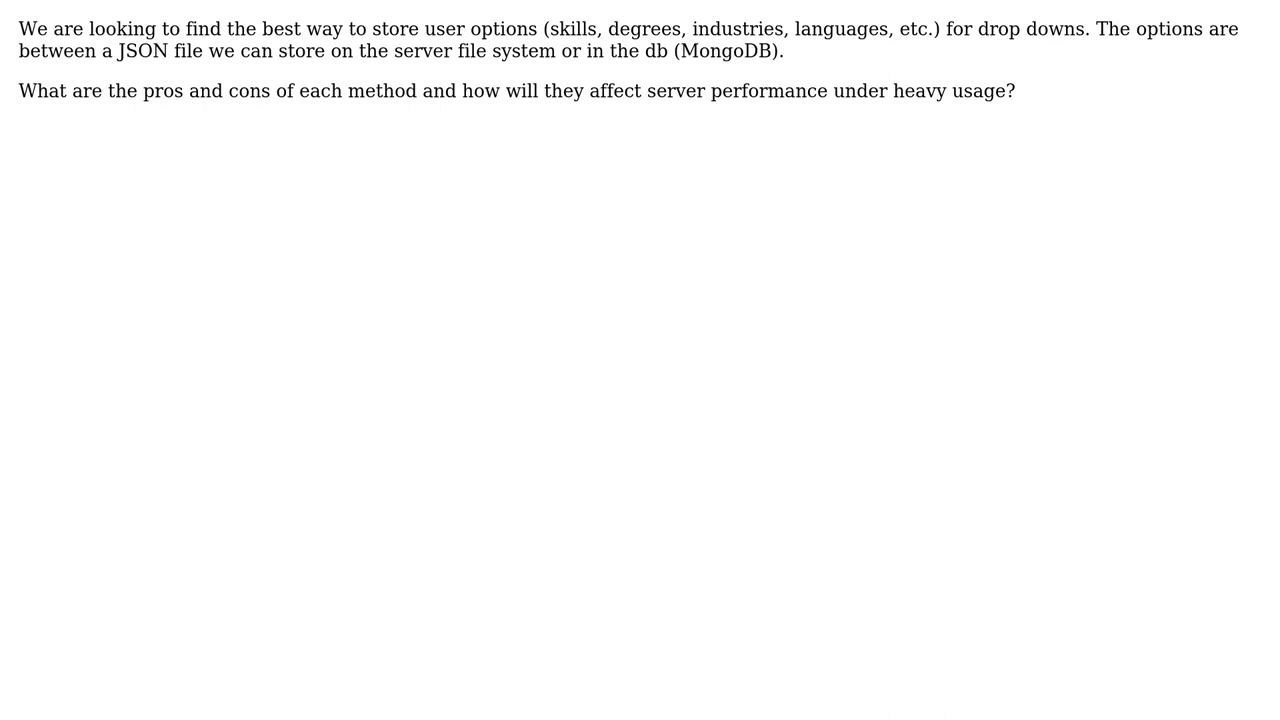 We are looking to find the best way to store user options (skills, degrees, industries, languages, etc.) for drop downs. The options are
between a JSON file we can store on the server file system or in the db (MongoDB).
What are the pros and cons of each method and how will they affect server performance under heavy usage?